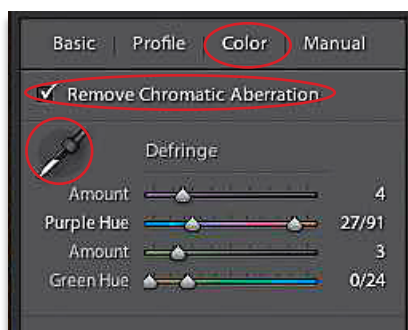 Basic | Profile | Color | Manual
Remove Chromatic Aberration
Defringe
Amount 4
Purple Hue 27/91
Amount 3
Green Hue 0/24